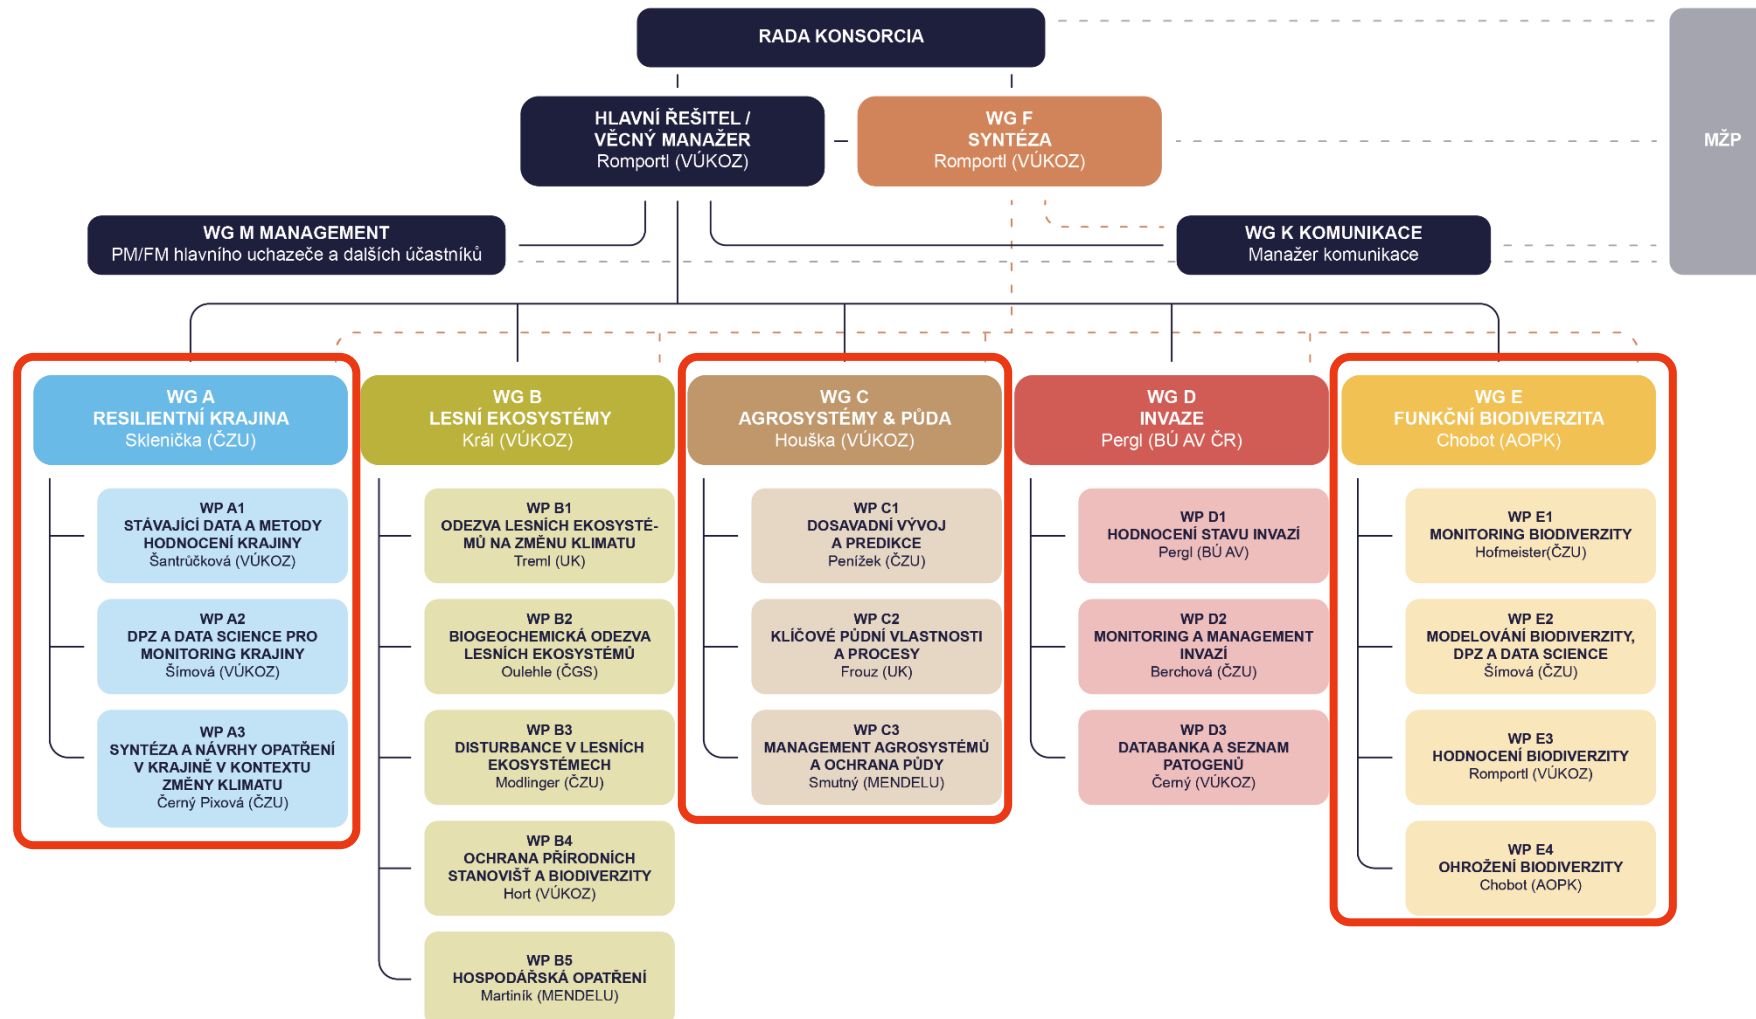 RADA KONSORCIA
HLAVNÍ ŘEŠITEL /
VĚCNÝ MANAŽER
Romportl (VÚKOZ)
WG F
SYNTÉZA
Romportl (VÚKOZ)
MŽP
WG M MANAGEMENT
PM/FM hlavního uchazeče a dalších účastníků
WG K KOMUNIKACE
Manažer komunikace
WG A
RESILIENTNÍ KRAJINA
Sklenička (ČZU)
WP A1
STÁVAJÍCÍ DATA A METODY
HODNOCENÍ KRAJINY
Šantrůčková (VÚKOZ)
WP A2
DPZ A DATA SCIENCE PRO
MONITORING KRAJINY
Šímová (VÚKOZ)
WP A3
SYNTÉZA A NÁVRHY OPATŘENÍ
V KRAJINĚ V KONTEXTU
ZMĚNY KLIMATU
Černý Pixová (ČZU)
WG B
LESNÍ EKOSYSTÉMY
Král (VÚKOZ)
WP B1
ODEZVA LESNÍCH EKOSYSTÉ-
MŮ NA ZMĚNU KLIMATU
Treml (UK)
WP B2
BIOGEOCHEMICKÁ ODEZVA
LESNÍCH EKOSYSTÉMŮ
Oulehle (ČGS)
WP B3
DISTURBANCE V LESNÍCH
EKOSYSTÉMECH
Modlinger (ČZU)
WP B4
OCHRANA PŘÍRODNÍCH
STANOVIŠŤ A BIODIVERZITY
Hort (VÚKOZ)
WP B5
HOSPODÁŘSKÁ OPATŘENÍ
Martiník (MENDELU)
WG C
AGROSYSTÉMY & PŮDA
Houška (VÚKOZ)
WP C1
DOSAVADNÍ VÝVOJ
A PREDIKCE
Penížek (ČZU)
WP C2
KLÍČOVÉ PŮDNÍ VLASTNOSTI
A PROCESY
Frouz (UK)
WP C3
MANAGEMENT AGROSYSTÉMŮ
A OCHRANA PŮDY
Smutný (MENDELU)
WG D
INVAZE
Pergl (BÚ AV ČR)
WP D1
HODNOCENÍ STAVU INVAZÍ
Pergl (BÚ AV)
WP D2
MONITORING A MANAGEMENT
INVAZÍ
Berchová (ČZU)
WP D3
DATABANKA A SEZNAM
PATOGENŮ
Černý (VÚKOZ)
WG E
FUNKČNÍ BIODIVERZITA
Chobot (AOPK)
WP E1
MONITORING BIODIVERZITY
Hofmeister(ČZU)
WP E2
MODELOVÁNÍ BIODIVERZITY,
DPZ A DATA SCIENCE
Šímová (ČZU)
WP E3
HODNOCENÍ BIODIVERZITY
Romportl (VÚKOZ)
WP E4
OHROŽENÍ BIODIVERZITY
Chobot (AOPK)